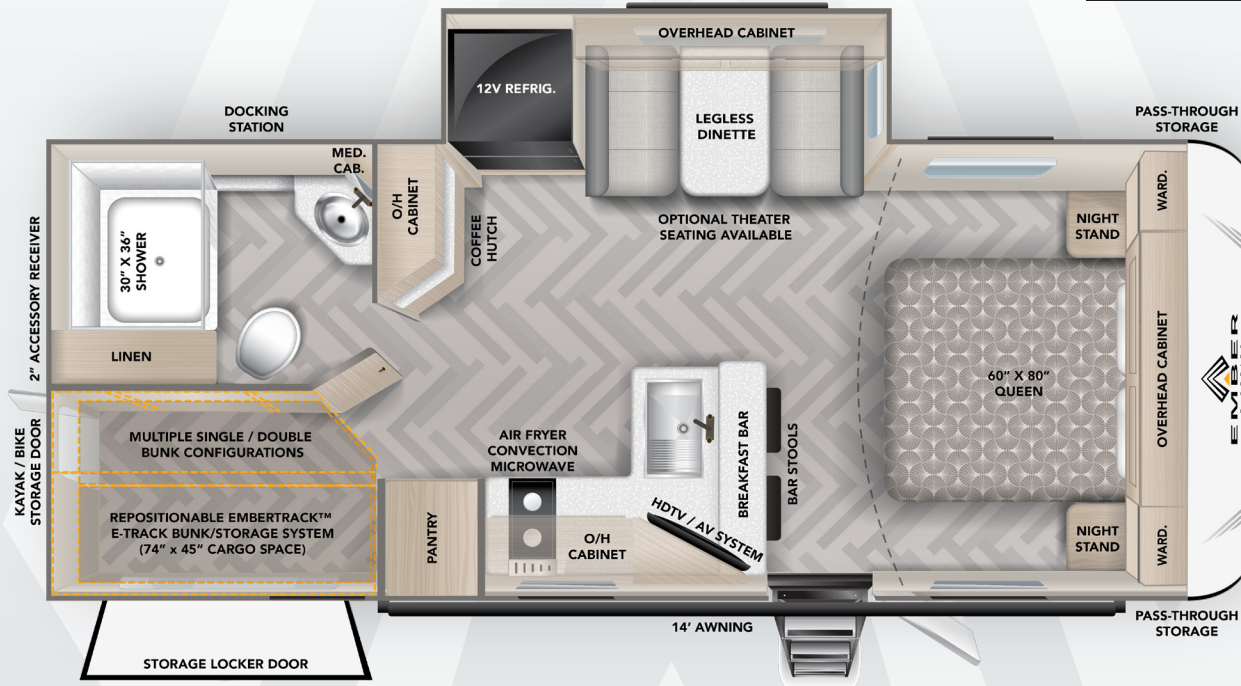 OVERHEAD CABINET
12V REFRIG.
LEGLESS
DINETTE
DOCKING
STATION
PASS-THROUGH
STORAGE
MED.
CAB.
O/H
CABINET
COFFEE
HUTCH
OPTIONAL THEATER
SEATING AVAILABLE
NIGHT
STAND
WARD.
2” ACCESSORY RECEIVER
30” X 36”
SHOWER
LINEN
60” X 80”
QUEEN
OVERHEAD CABINET
EMBER
KAYAK / BIKE
STORAGE DOOR
MULTIPLE SINGLE / DOUBLE
BUNK CONFIGURATIONS
REPOSITIONABLE EMBERTRACK™
E-TRACK BUNK/STORAGE SYSTEM
(74” x 45” CARGO SPACE)
PANTRY
AIR FRYER
CONVECTION
MICROWAVE
O/H
CABINET
HDTV / AV SYSTEM
BREAKFAST BAR
BAR STOOLS
NIGHT
STAND
WARD.
14’ AWNING
PASS-THROUGH
STORAGE
STORAGE LOCKER DOOR